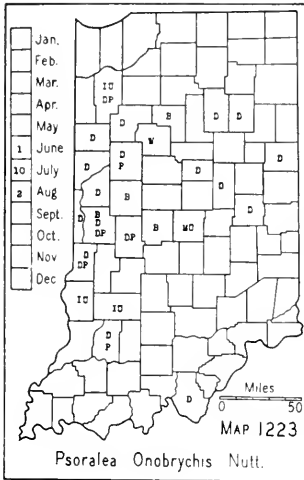 Jan.
Feb.
Mar.
Apr.
May
1 June
10 July
2 Aug
Sept.
Oct.
Nov
Dec
IC
DP
D B D D
D W
D P D
D D D
D B
D
D B D DP DP B MC
D DP
IC IC
D P
D
Miles
0 50
MAP 1223
Psoralea Onobrychis Nutt.